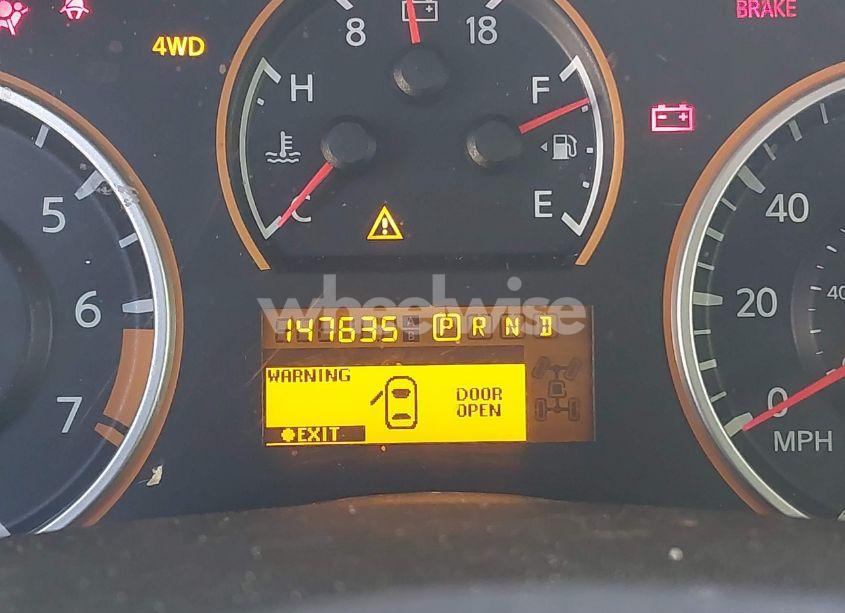 BRAKE
4WD
8
18
H
F
C
E
5
6
7
40
20
0
40
MPH
wheelwise
147635
A
B
P R N D
WARNING
DOOR
OPEN
EXIT